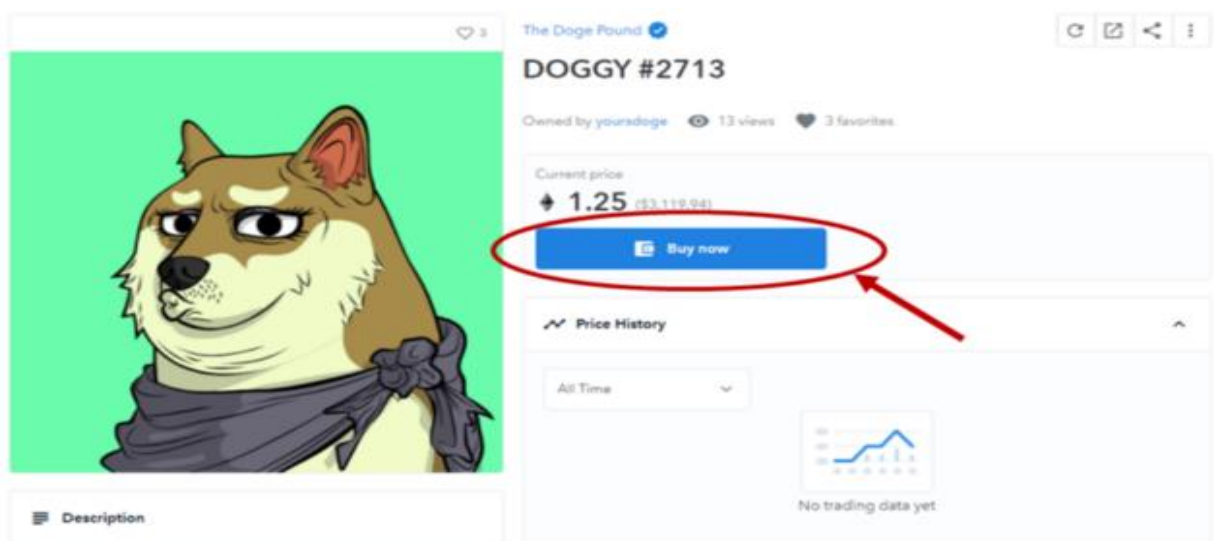 3
The Doge Pound
DOGGY #2713
Owned by yoursdoge 13 views 3 favorites
Current price
1.25 ($3,119.94)
Buy now
Price History
All Time
No trading data yet
Description